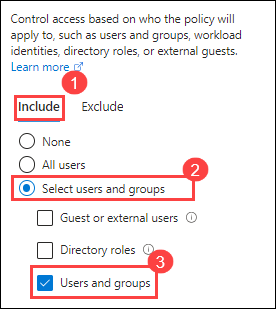 Control access based on who the policy will
apply to, such as users and groups, workload
identities, directory roles, or external guests.
Learn more
1
Include Exclude
None
All users
2
Select users and groups
Guest or external users
Directory roles
3
Users and groups